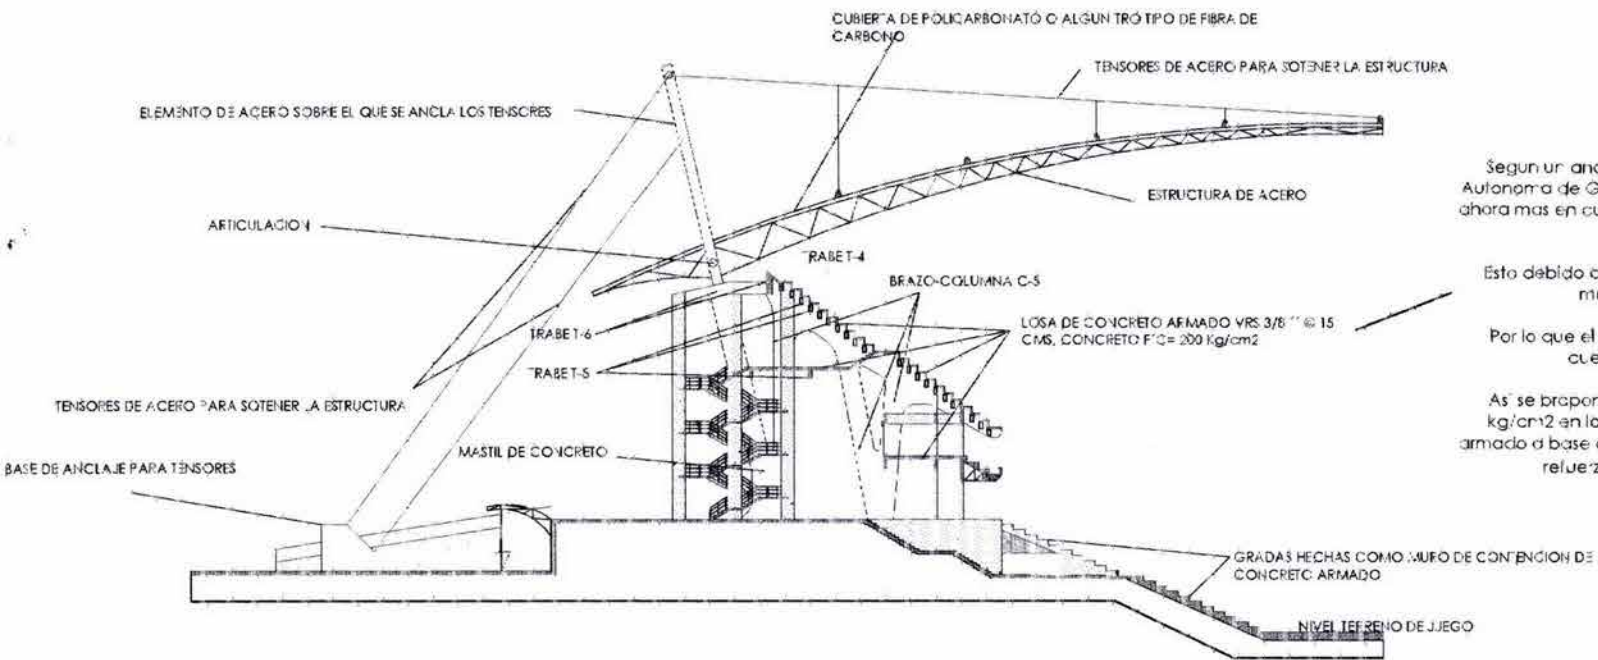 CUBIERTA DE POLICARBONATO O ALGUN TRO TIPO DE FIBRA DE
CARBONO
TENSORES DE ACERO PARA SOTENER LA ESTRUCTURA
ELEMENTO DE ACERO SOBRE EL QUE SE ANCLA LOS TENSORES
ESTRUCTURA DE ACERO
ARTICULACION
TRABE T-4
BRAZO-COLUMNA C-5
LOSA DE CONCRETO ARMADO VRS 3/8 " @ 15
CMS, CONCRETO F'C= 200 Kg/cm2
TRABE T-6
TRABE T-5
TENSORES DE ACERO PARA SOTENER LA ESTRUCTURA
MASTIL DE CONCRETO
BASE DE ANCLAJE PARA TENSORES
GRADAS HECHAS COMO MURO DE CONTENCION DE
CONCRETO ARMADO
NIVEL TERRENO DE JUEGO
Segun un
Autonoma de G
ahora mas en
Esto debido
Por lo que el
Asi se
kg/cm2 en
armado a base